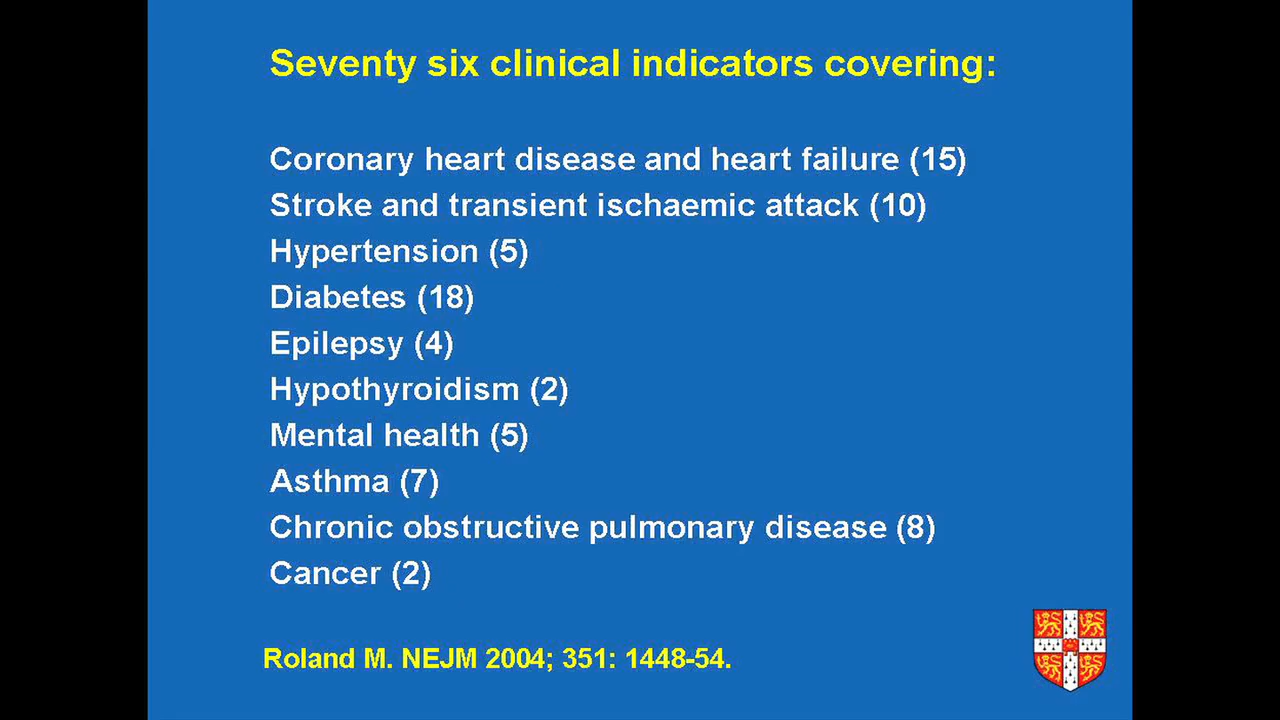 Seventy six clinical indicators covering:
Coronary heart disease and heart failure (15)
Stroke and transient ischaemic attack (10)
Hypertension (5)
Diabetes (18)
Epilepsy (4)
Hypothyroidism (2)
Mental health (5)
Asthma (7)
Chronic obstructive pulmonary disease (8)
Cancer (2)
Roland M. NEJM 2004; 351: 1448-54.